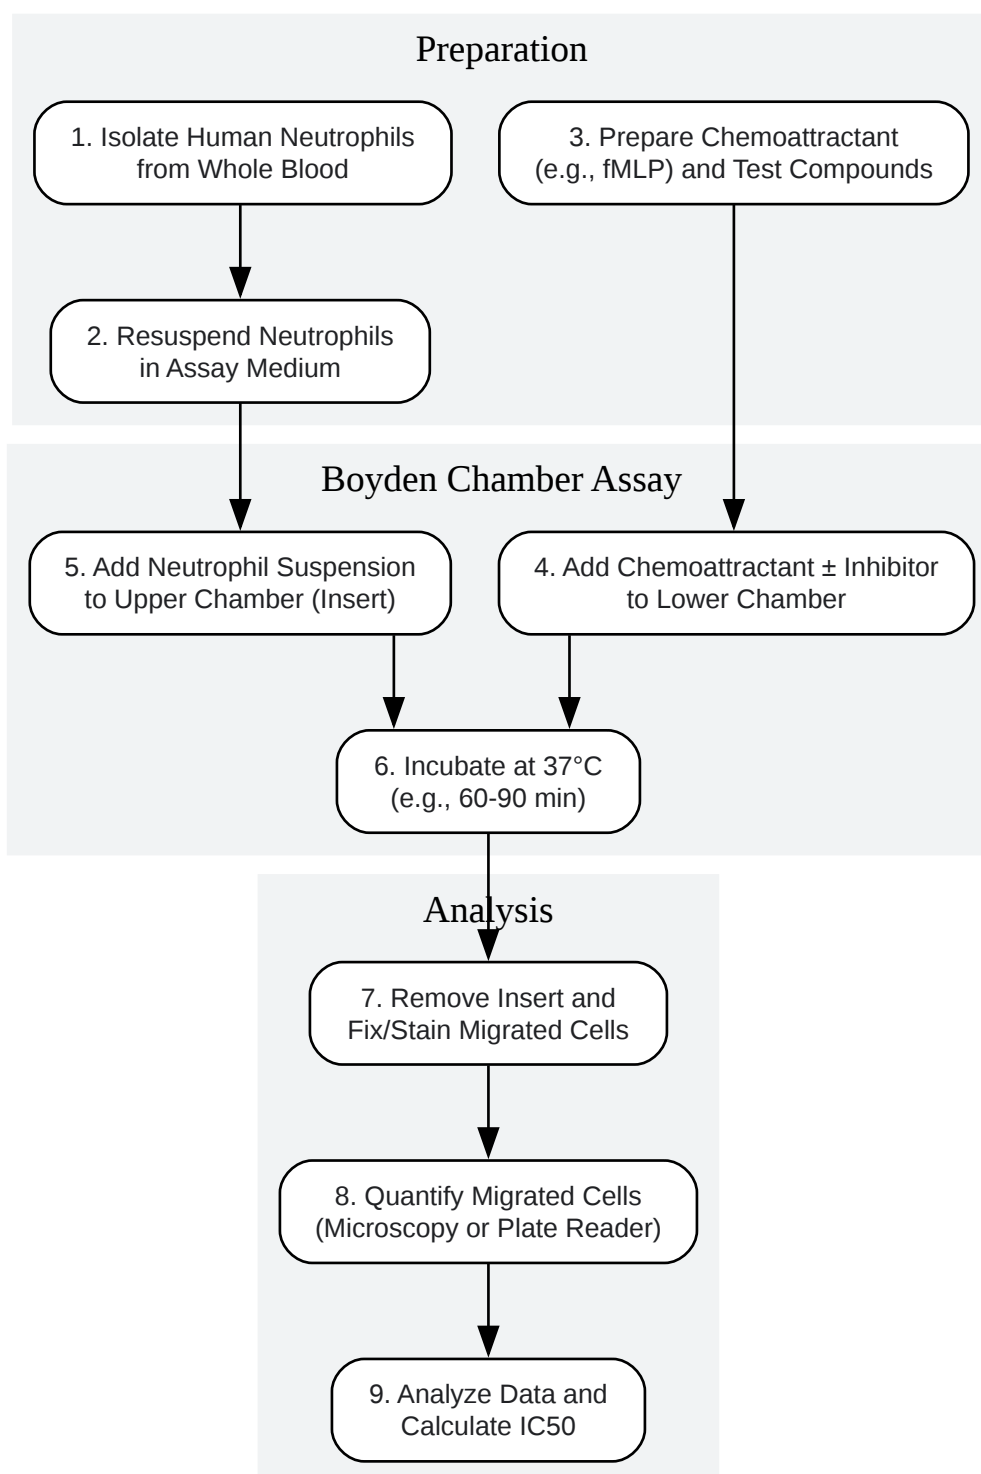 Preparation
1. Isolate Human Neutrophils
from Whole Blood
3. Prepare Chemoattractant
(e.g., fMLP) and Test Compounds
2. Resuspend Neutrophils
in Assay Medium
Boyden Chamber Assay
5. Add Neutrophil Suspension
to Upper Chamber (Insert)
4. Add Chemoattractant ± Inhibitor
to Lower Chamber
6. Incubate at 37°C
(e.g., 60-90 min)
Analysis
7. Remove Insert and
Fix/Stain Migrated Cells
8. Quantify Migrated Cells
(Microscopy or Plate Reader)
9. Analyze Data and
Calculate IC50